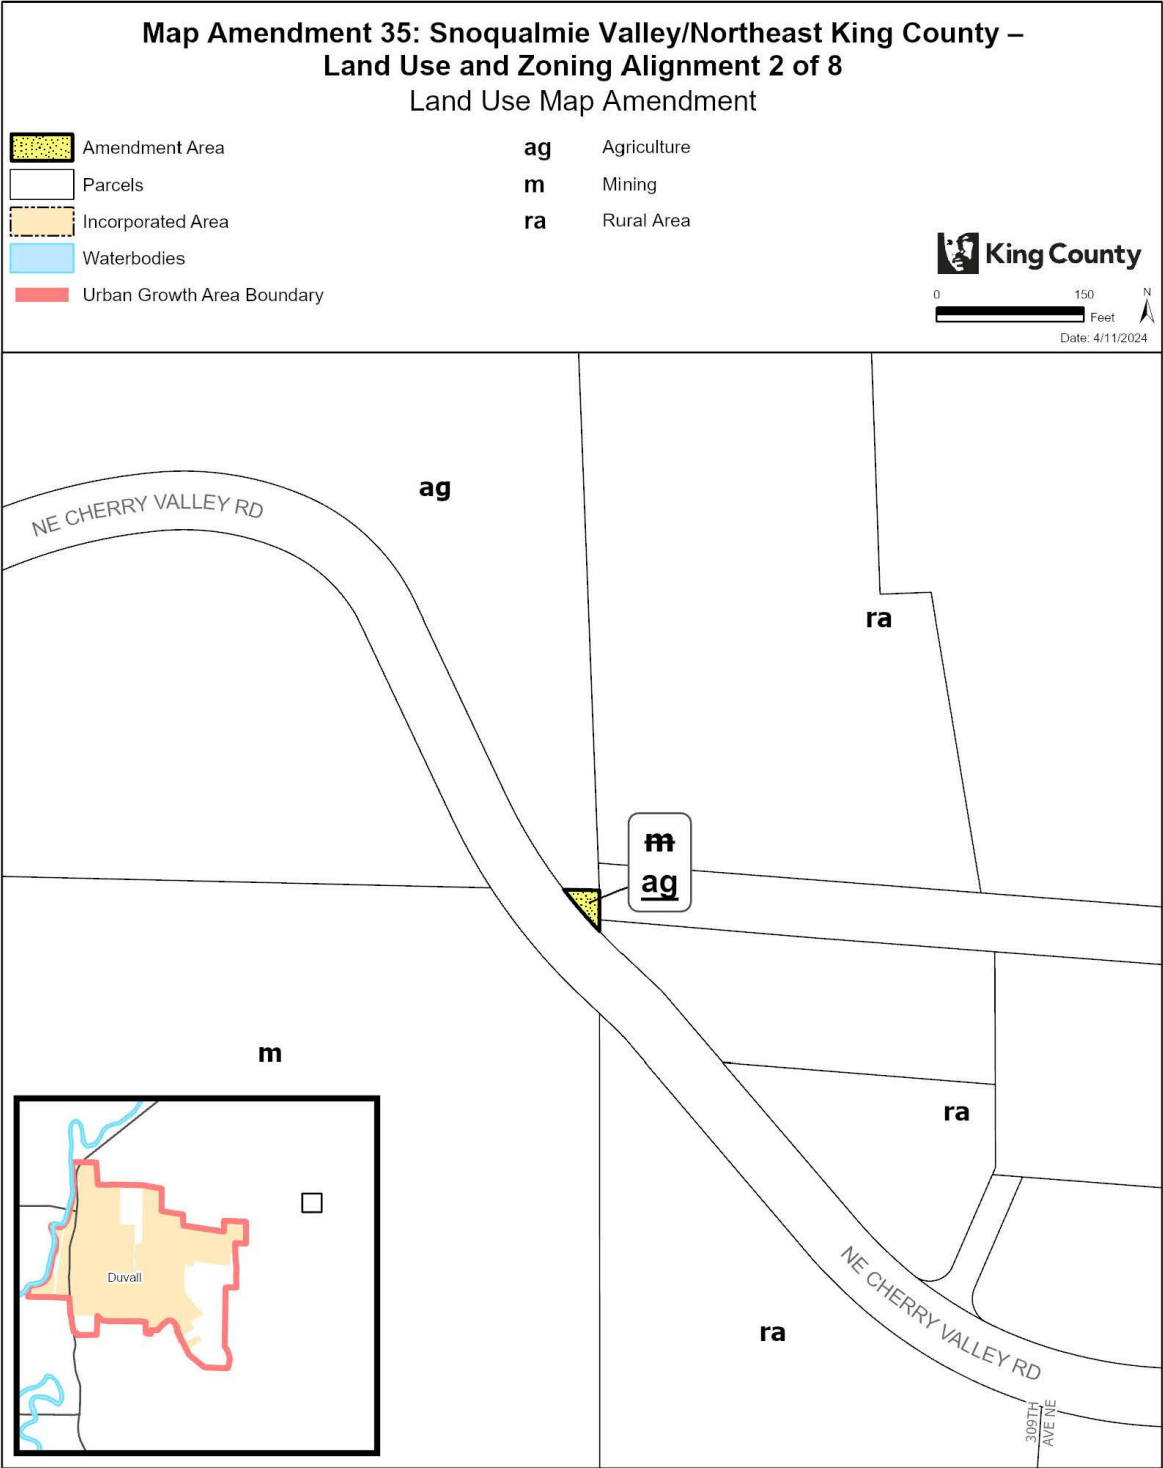 Map Amendment 35: Snoqualmie Valley/Northeast King County –
Land Use and Zoning Alignment 2 of 8
Land Use Map Amendment
Amendment Area
Parcels
Incorporated Area
Waterbodies
Urban Growth Area Boundary
ag Agriculture
m Mining
ra Rural Area
King County
0 150
Feet
N
Date: 4/11/2024
ag
NE CHERRY VALLEY RD
ra
m
ag
m
ra
Duvall
NE CHERRY VALLEY RD
ra
309TH
AVE NE